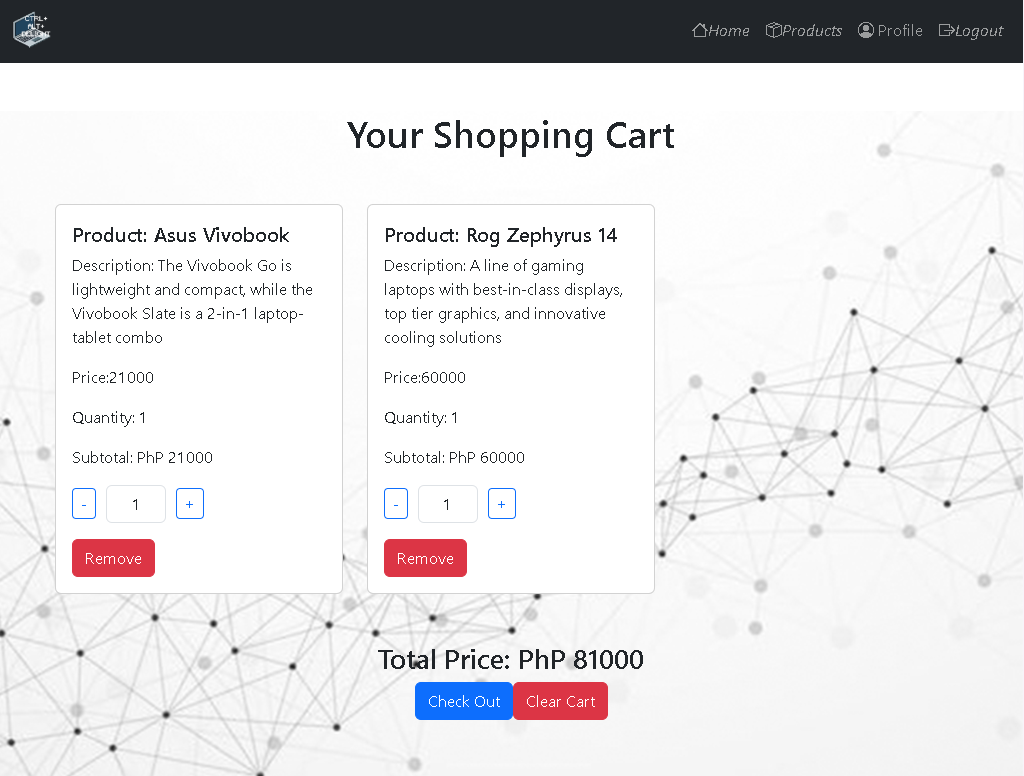 CTRL+
ALT+
DELIGHT
Home Products Profile Logout
Your Shopping Cart
Product: Asus Vivobook
Description: The Vivobook Go is
lightweight and compact, while the
Vivobook Slate is a 2-in-1 laptop-
tablet combo
Price:21000
Quantity: 1
Subtotal: PhP 21000
- 1 +
Remove
Product: Rog Zephyrus 14
Description: A line of gaming
laptops with best-in-class displays,
top tier graphics, and innovative
cooling solutions
Price:60000
Quantity: 1
Subtotal: PhP 60000
- 1 +
Remove
Total Price: PhP 81000
Check Out Clear Cart